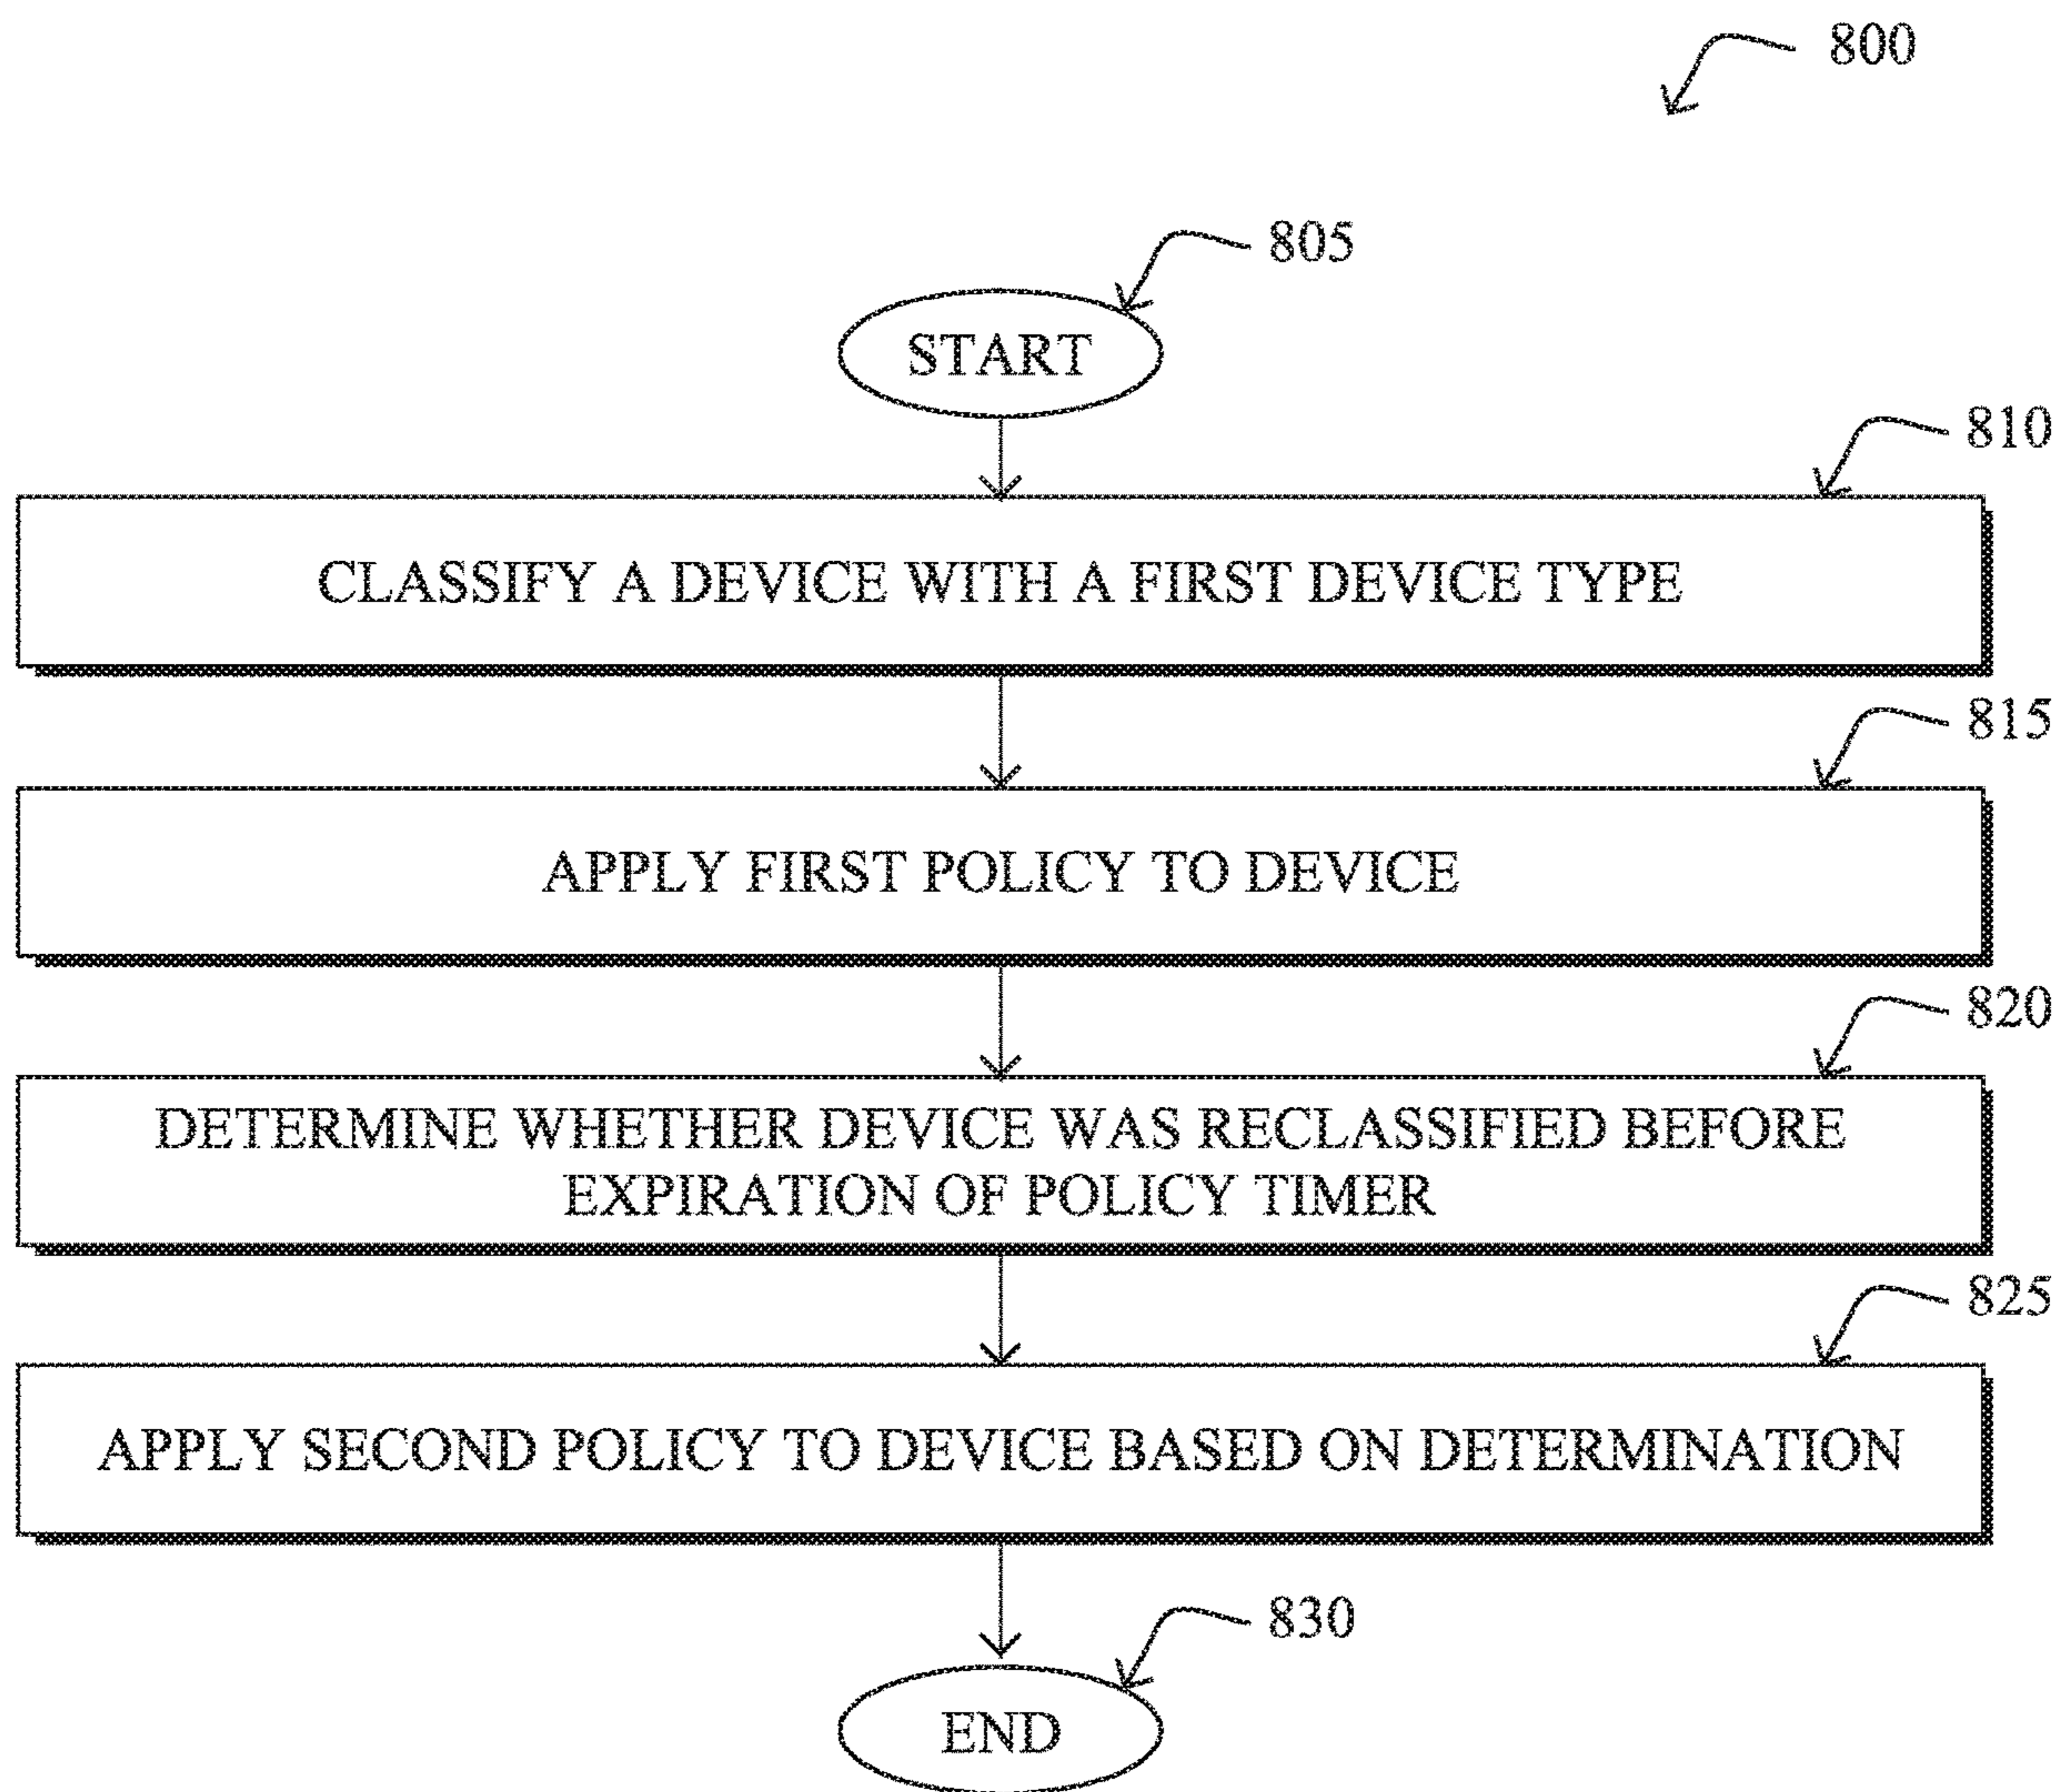 800
805
START
810
CLASSIFY A DEVICE WITH A FIRST DEVICE TYPE
815
APPLY FIRST POLICY TO DEVICE
820
DETERMINE WHETHER DEVICE WAS RECLASSIFIED BEFORE
EXPIRATION OF POLICY TIMER
825
APPLY SECOND POLICY TO DEVICE BASED ON DETERMINATION
830
END